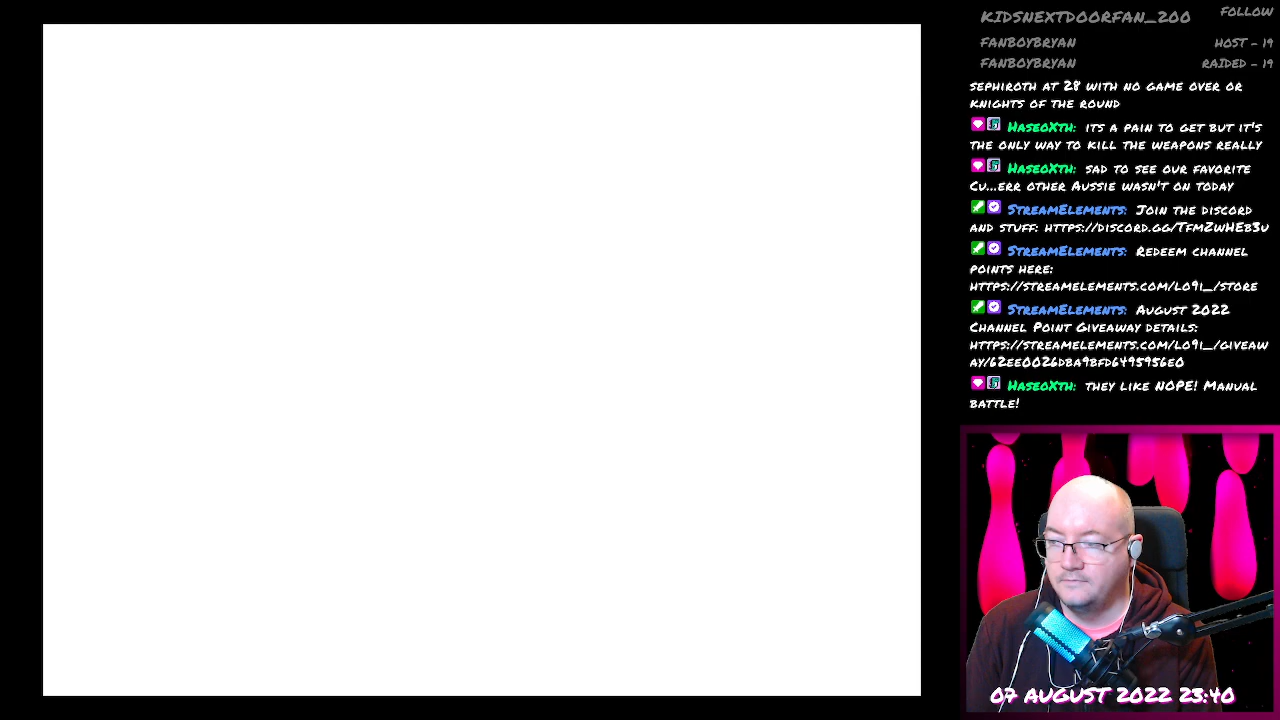 KIDSNEXTDOORFAN_200 FOLLOW
FANBOYBRYAN HOST - 19
FANBOYBRYAN RAIDED - 19
SEPHIROTH AT 28 WITH NO GAME OVER OR
KNIGHTS OF THE ROUND
HASEOXTH: ITS A PAIN TO GET BUT IT'S
THE ONLY WAY TO KILL THE WEAPONS REALLY
HASEOXTH: SAD TO SEE OUR FAVORITE
CU...ERR OTHER AUSSIE WASN'T ON TODAY
STREAMELEMENTS: JOIN THE DISCORD
AND STUFF: HTTPS://DISCORD.GG/TFMZWHEB3U
STREAMELEMENTS: REDEEM CHANNEL
POINTS HERE:
HTTPS://STREAMELEMENTS.COM/LO9I_/STORE
STREAMELEMENTS: AUGUST 2022
CHANNEL POINT GIVEAWAY DETAILS:
HTTPS://STREAMELEMENTS.COM/LO9I_/GIVEAW
AY/62EE0026DBA9BFD6495956E0
HASEOXTH: THEY LIKE NOPE! MANUAL
BATTLE!
07 AUGUST 2022 23:40